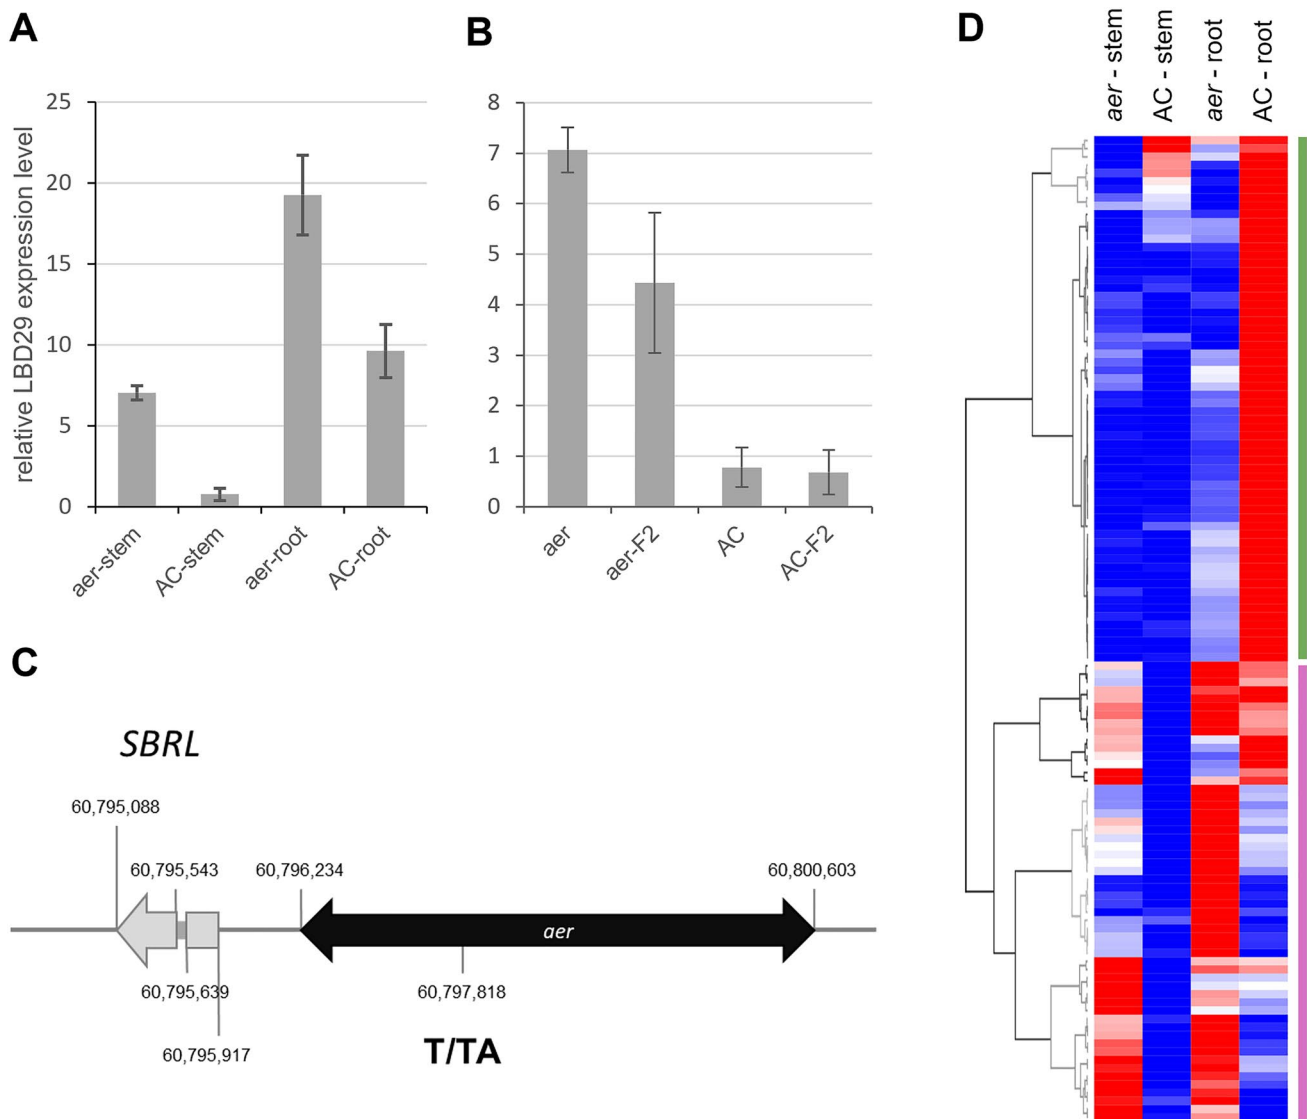 A
relative LBD29 expression level
25
20
15
10
5
0
aer-stem
AC-stem
aer-root
AC-root
B
8
7
6
5
4
3
2
1
0
aer
aer-F2
AC
AC-F2
C
SBRL
60,795,088
60,795,543
60,796,234
60,800,603
aer
60,795,639
60,797,818
60,795,917
T/TA
D
aer - stem
AC - stem
aer - root
AC - root